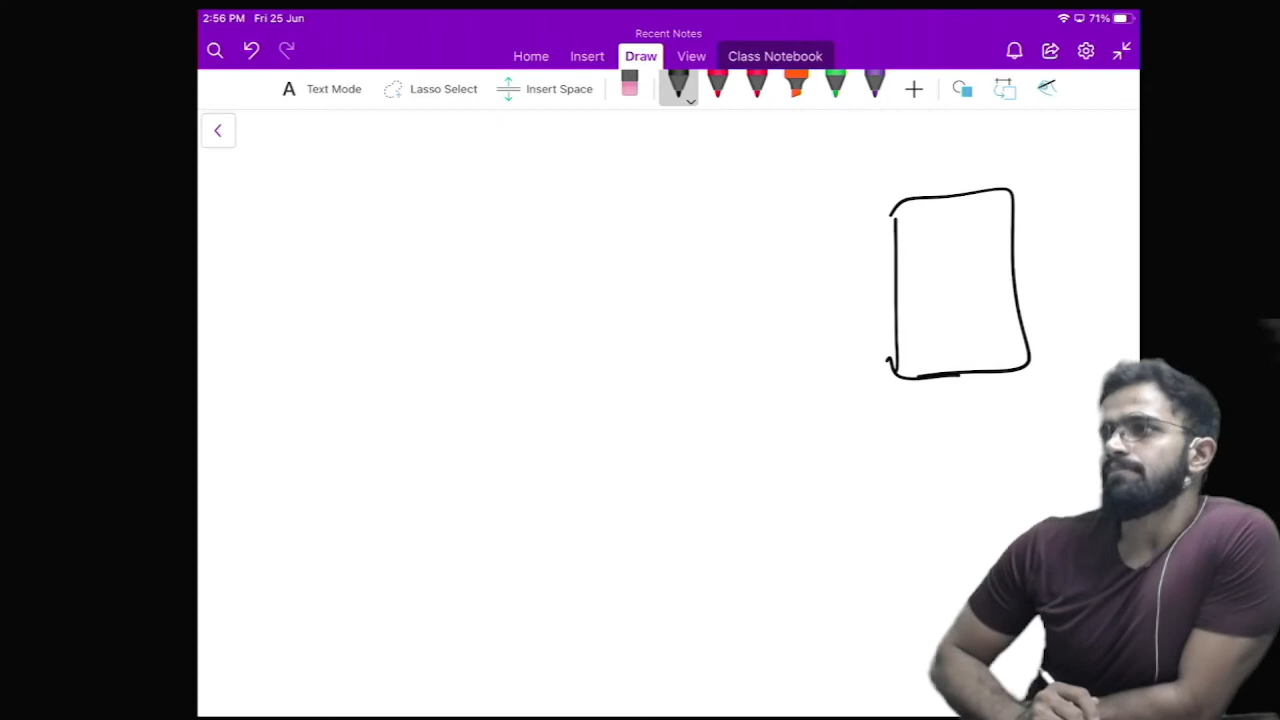 2:56 PM Fri 25 Jun 71%
Recent Notes
Home Insert Draw View Class Notebook
A Text Mode Lasso Select Insert Space